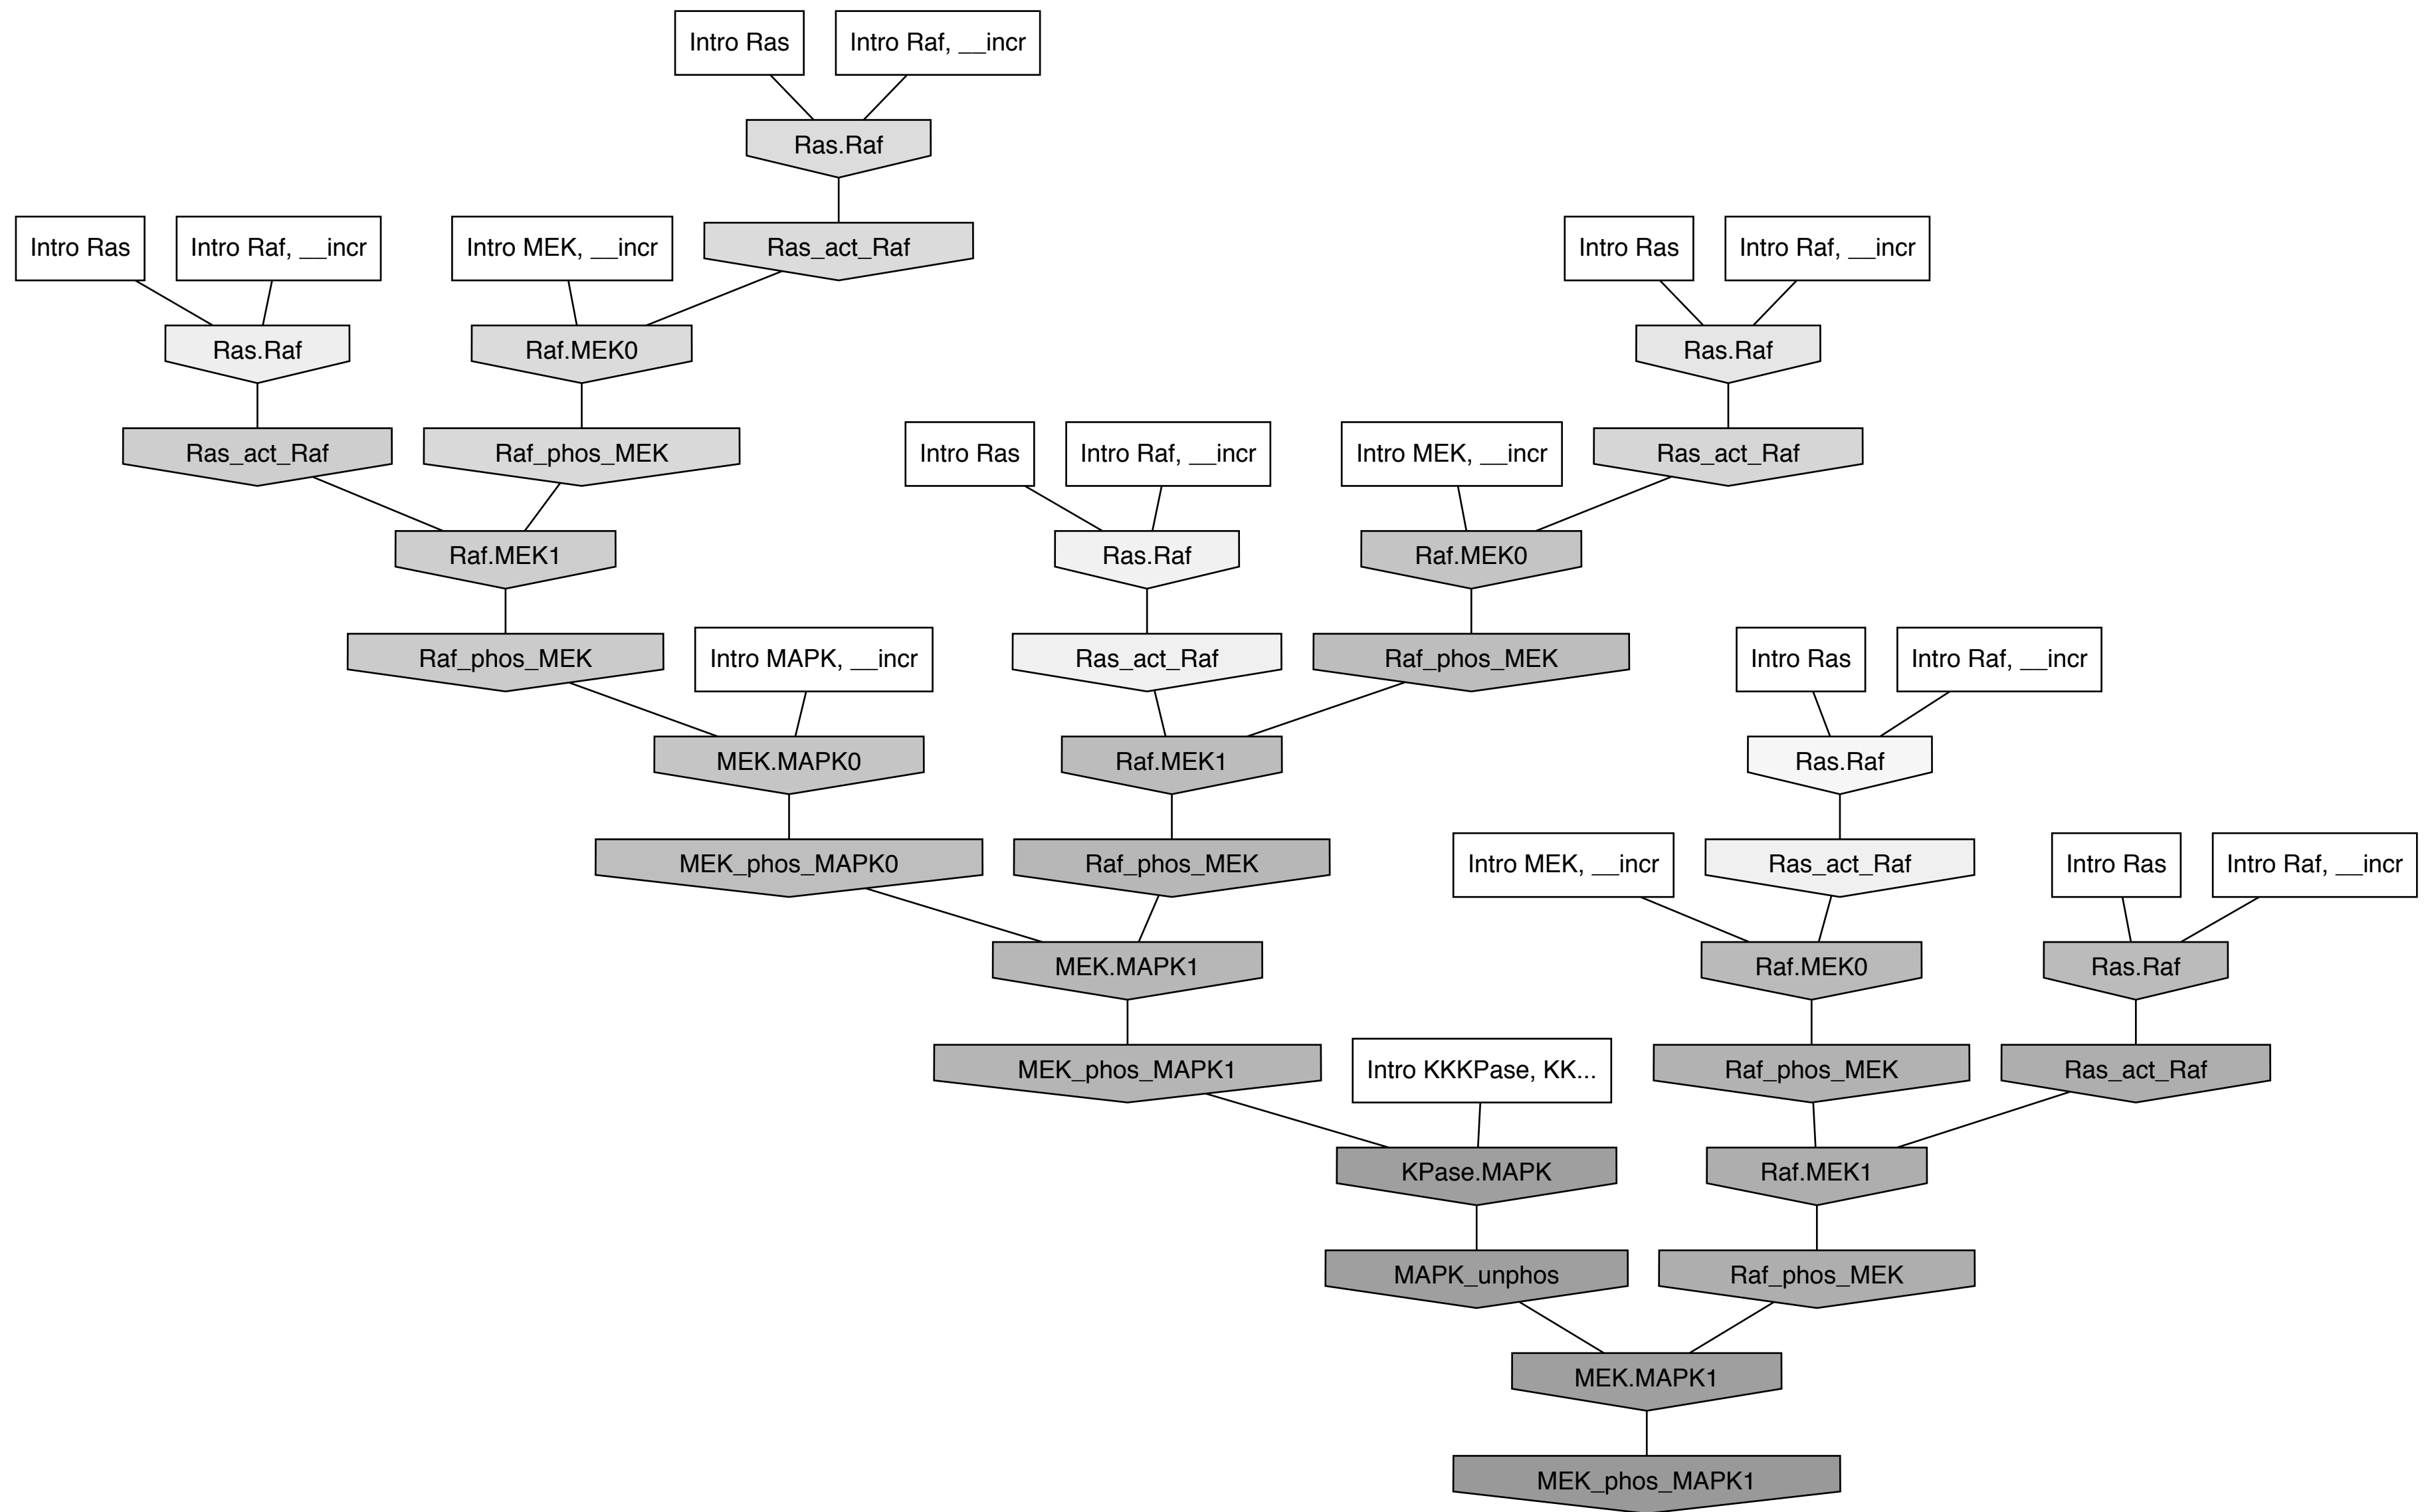 Intro Ras
Intro Raf, __incr
Ras.Raf
Intro Ras
Intro Raf, __incr
Intro MEK, __incr
Ras_act_Raf
Intro Ras
Intro Raf, __incr
Ras.Raf
Raf.MEK0
Ras.Raf
Ras_act_Raf
Raf_phos_MEK
Intro Ras
Intro Raf, __incr
Intro MEK, __incr
Ras_act_Raf
Raf.MEK1
Ras.Raf
Raf.MEK0
Raf_phos_MEK
Intro MAPK, __incr
Ras_act_Raf
Raf_phos_MEK
Intro Ras
Intro Raf, __incr
MEK.MAPK0
Raf.MEK1
Ras.Raf
MEK_phos_MAPK0
Raf_phos_MEK
Intro MEK, __incr
Ras_act_Raf
Intro Ras
Intro Raf, __incr
MEK.MAPK1
Raf.MEK0
Ras.Raf
MEK_phos_MAPK1
Intro KKKPase, KK...
Raf_phos_MEK
Ras_act_Raf
KPase.MAPK
Raf.MEK1
MAPK_unphos
Raf_phos_MEK
MEK.MAPK1
MEK_phos_MAPK1